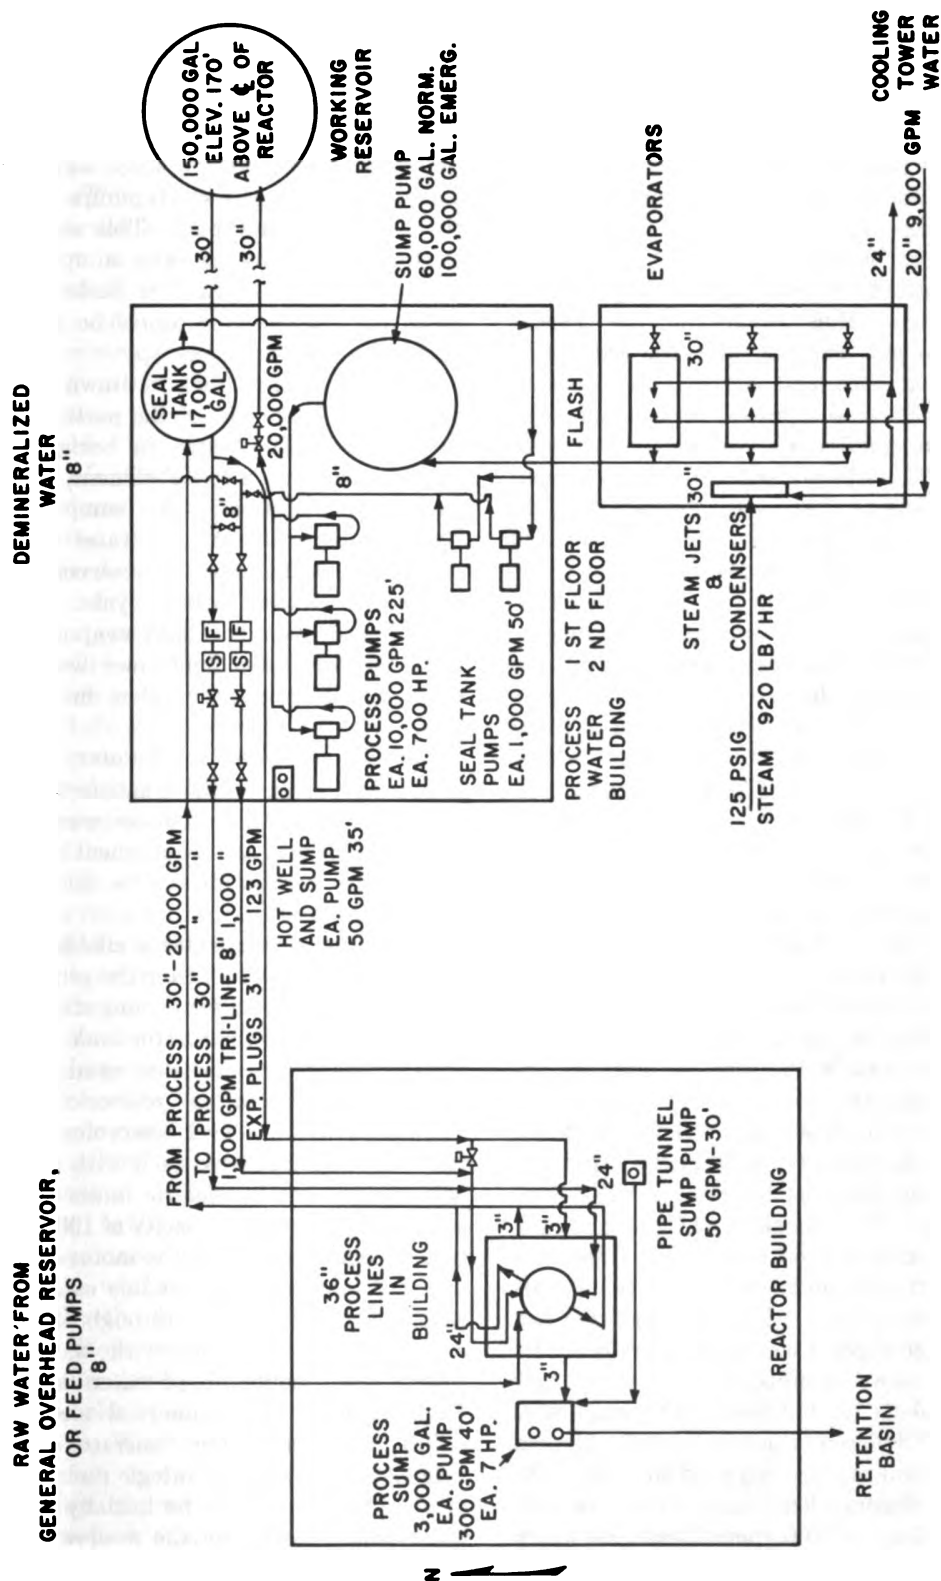 RAW WATER FROM
GENERAL OVERHEAD RESERVOIR,
OR FEED PUMPS
8"
DEMINERALIZED
WATER
8"
150,000 GAL
ELEV. 170'
ABOVE ℄ OF
REACTOR
WORKING
RESERVOIR
30"
30"
SEAL
TANK
17,000
GAL
20,000 GPM
8"
8"
S F
S F
SUMP PUMP
60,000 GAL. NORM.
100,000 GAL. EMERG.
PROCESS PUMPS
EA. 10,000 GPM 225'
EA. 700 HP.
SEAL TANK
PUMPS
EA. 1,000 GPM 50'
PROCESS
WATER
BUILDING
1 ST FLOOR
2 ND FLOOR
FLASH
EVAPORATORS
30"
30"
STEAM JETS
&
CONDENSERS
125 PSIG
STEAM 920 LB/HR
24"
20" 9,000 GPM
COOLING
TOWER
WATER
FROM PROCESS 30"-20,000 GPM
TO PROCESS 30" " "
1,000 GPM TRI-LINE 8" 1,000 "
EXP. PLUGS 3" 123 GPM
HOT WELL
AND SUMP
EA. PUMP
50 GPM 35'
36"
PROCESS
LINES
IN
BUILDING
24"
24"
3"
3"
3"
PIPE TUNNEL
SUMP PUMP
50 GPM-30'
PROCESS
SUMP
3,000 GAL.
EA. PUMP
300 GPM 40'
EA. 7 HP.
REACTOR BUILDING
RETENTION
BASIN
N